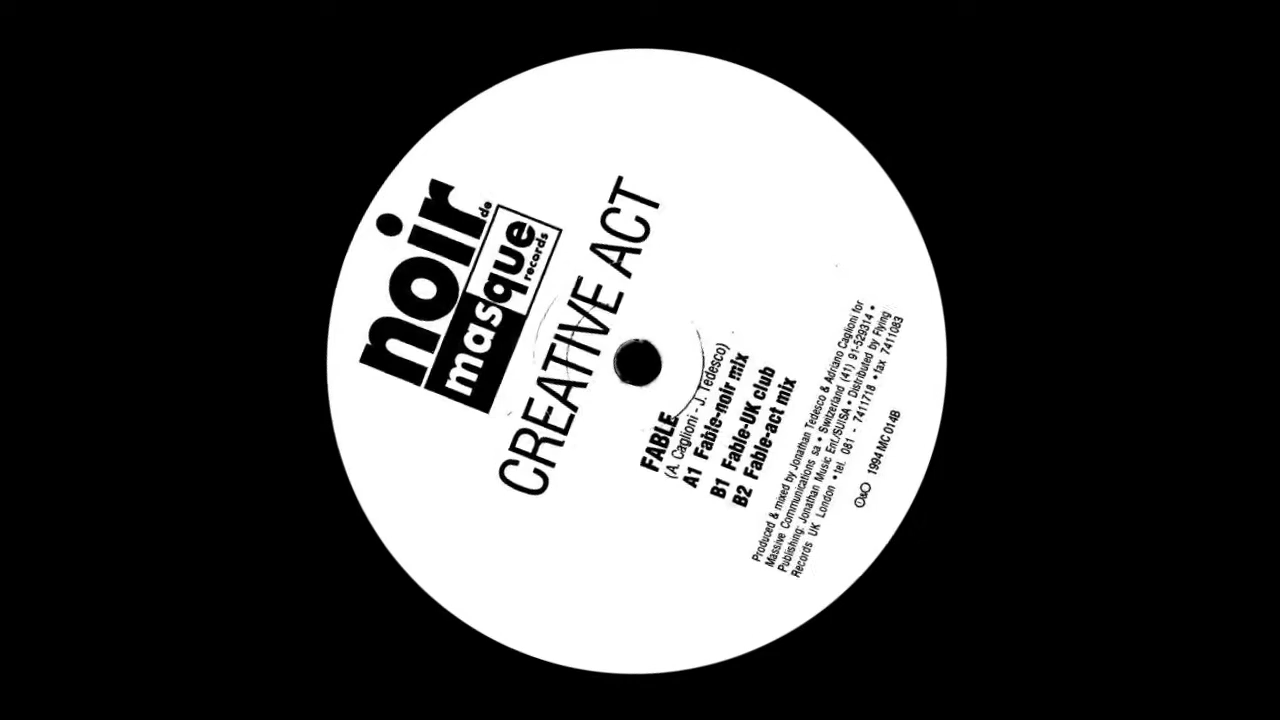 noir
de
masque
records
CREATIVE ACT
FABLE
(A. Caglioni - J. Tedesco)
A1 Fable-noir mix
B1 Fable-UK club
B2 Fable-act mix
Produced & mixed by Jonathan Tedesco & Adriano Caglioni for
Massive Communications sa • Switzerland (41) 91-529314 •
Publishing: Jonathan Music Ent./SUISA • Distributed by Flying
Records UK London • tel. 081 - 7411718 • fax 7411083
℗&© 1994 MC 014B